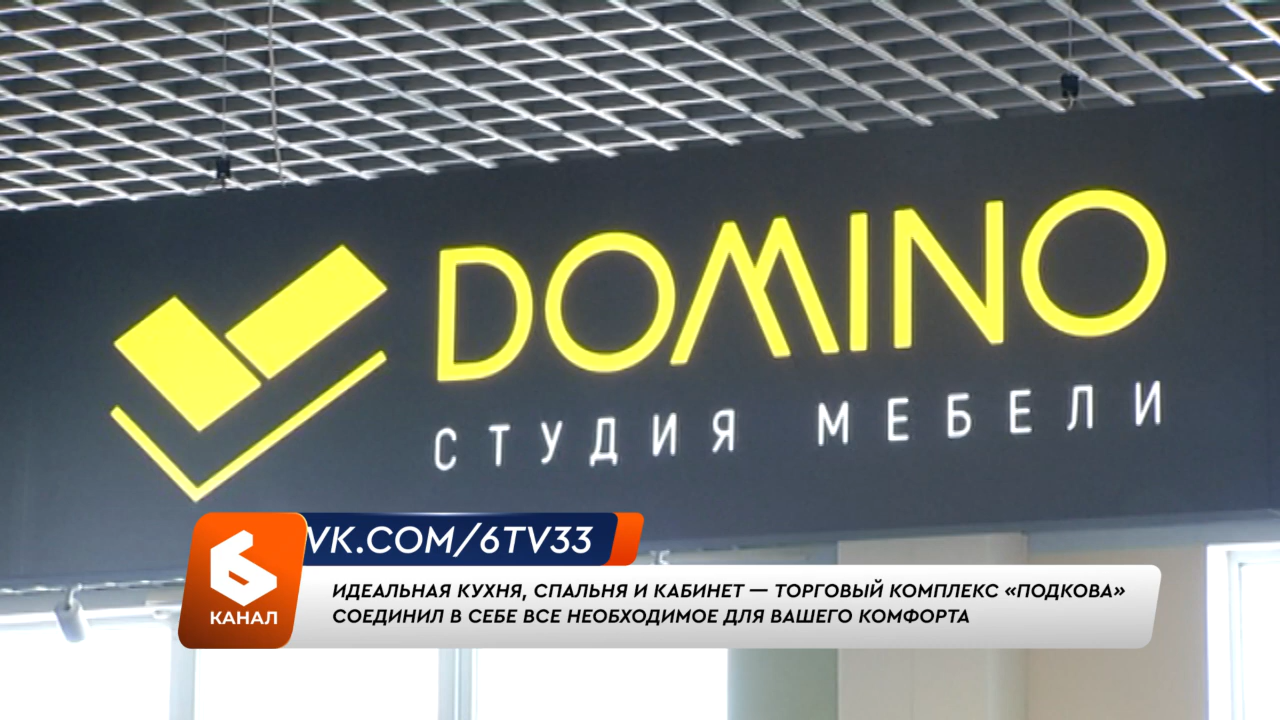 DOMINO
СТУДИЯ МЕБЕЛИ
6
КАНАЛ
VK.COM/6TV33
ИДЕАЛЬНАЯ КУХНЯ, СПАЛЬНЯ И КАБИНЕТ — ТОРГОВЫЙ КОМПЛЕКС «ПОДКОВА»
СОЕДИНИЛ В СЕБЕ ВСЕ НЕОБХОДИМОЕ ДЛЯ ВАШЕГО КОМФОРТА